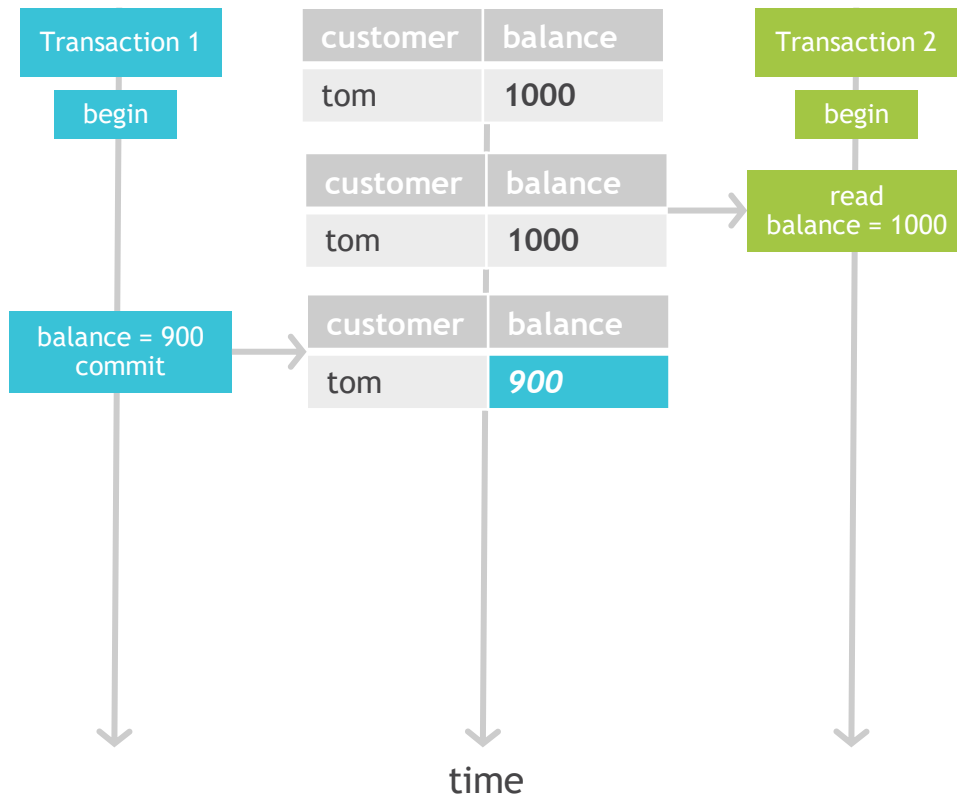 Transaction 1
customer balance
Transaction 2
tom 1000
begin
begin
customer balance
tom 1000
read
balance = 1000
customer balance
balance = 900
commit
tom 900
time